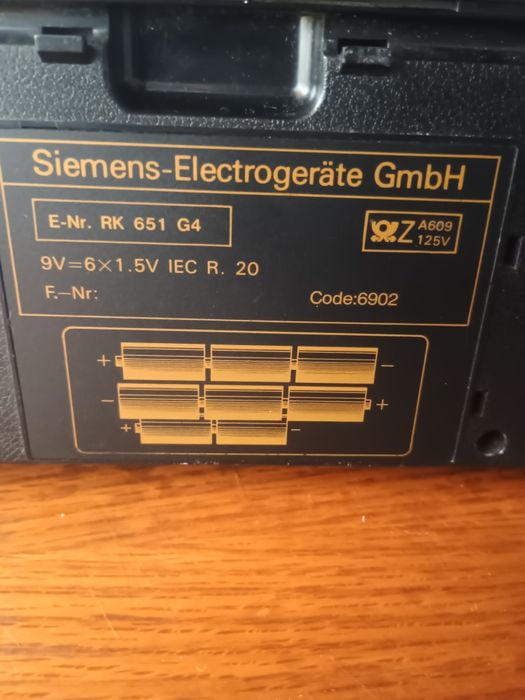 Siemens-Electrogeräte GmbH
E-Nr. RK 651 G4
Z A609 125V
9V=6×1.5V IEC R. 20
F.–Nr:
Code:6902
+ –
– +
+ –